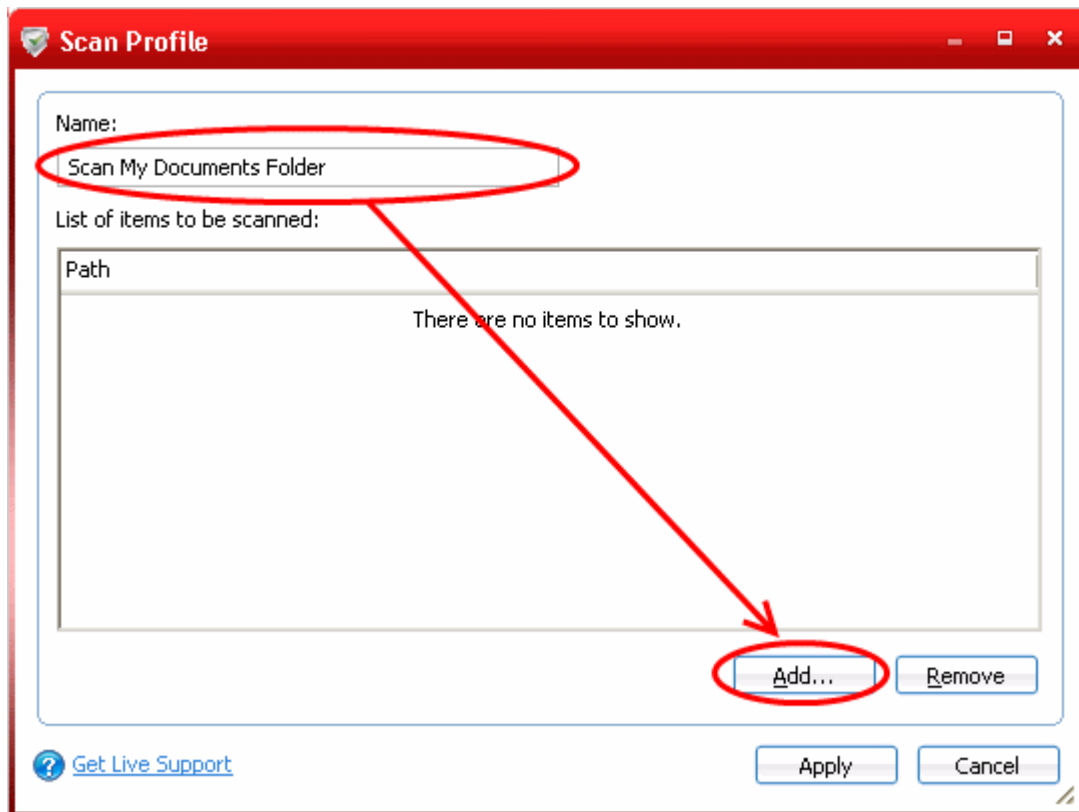 Scan Profile
Name:
Scan My Documents Folder
List of items to be scanned:
Path
There are no items to show.
Add...
Remove
Get Live Support
Apply
Cancel